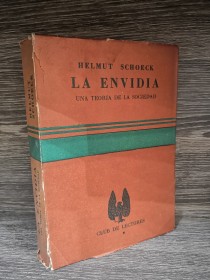 HELMUT SCHOECK
LA ENVIDIA
UNA TEORIA DE LA SOCIEDAD
CLUB DE LECTORES